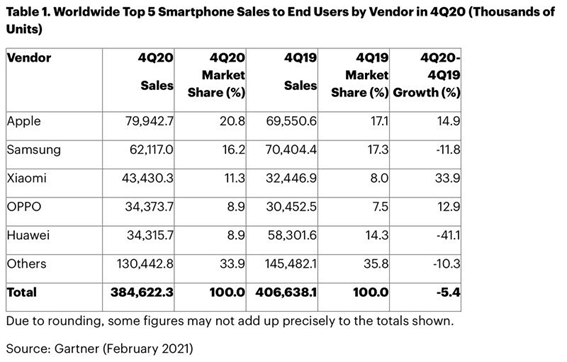 Table 1. Worldwide Top 5 Smartphone Sales to End Users by Vendor in 4Q20 (Thousands of
Units)
Vendor 4Q20 Sales 4Q20 Market Share (%) 4Q19 Sales 4Q19 Market Share (%) 4Q20-4Q19 Growth (%)
Apple 79,942.7 20.8 69,550.6 17.1 14.9
Samsung 62,117.0 16.2 70,404.4 17.3 -11.8
Xiaomi 43,430.3 11.3 32,446.9 8.0 33.9
OPPO 34,373.7 8.9 30,452.5 7.5 12.9
Huawei 34,315.7 8.9 58,301.6 14.3 -41.1
Others 130,442.8 33.9 145,482.1 35.8 -10.3
Total 384,622.3 100.0 406,638.1 100.0 -5.4
Due to rounding, some figures may not add up precisely to the totals shown.
Source: Gartner (February 2021)